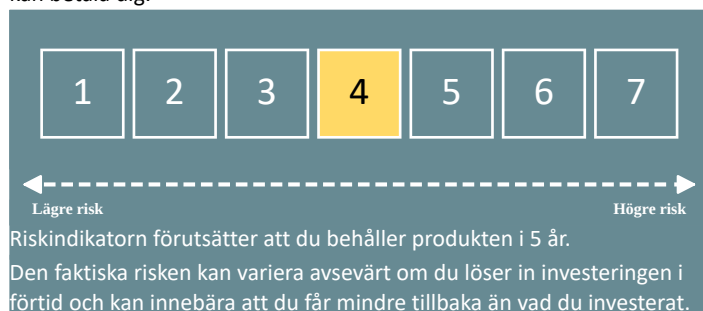 1 2 3 4 5 6 7
Lägre risk Högre risk
Riskindikatorn förutsätter att du behåller produkten i 5 år.
Den faktiska risken kan variera avsevärt om du löser in investeringen i
förtid och kan innebära att du får mindre tillbaka än vad du investerat.